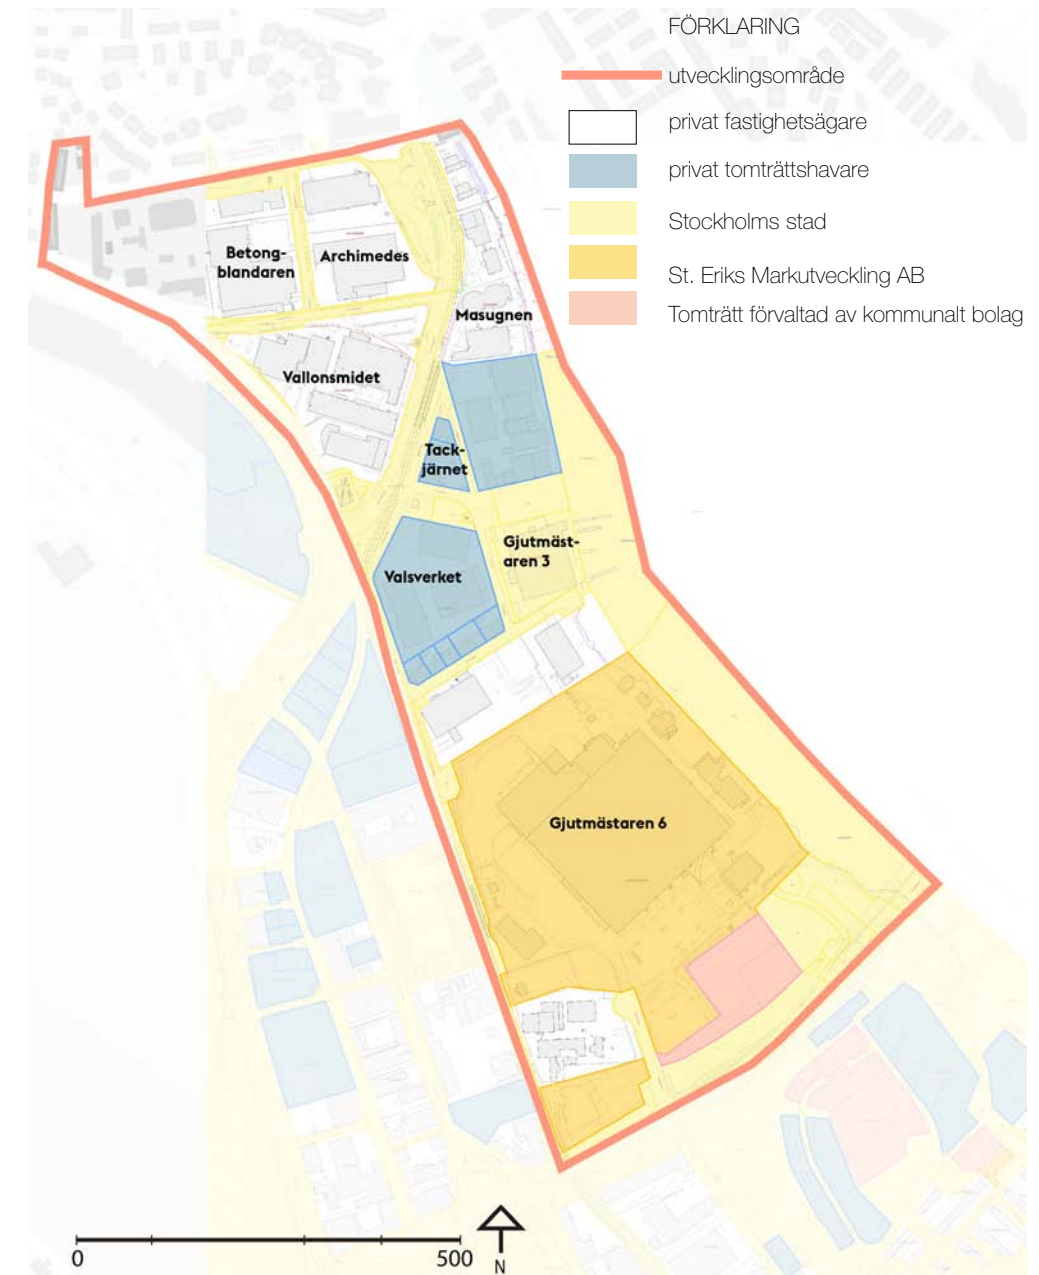 FÖRKLARING
utvecklingsområde
privat fastighetsägare
privat tomträttshavare
Stockholms stad
St. Eriks Markutveckling AB
Tomträtt förvaltad av kommunalt bolag
Betong-
blandaren
Archimedes
Masugnen
Vallonsmidet
Tack-
järnet
Gjutmäst-
aren 3
Valsverket
Gjutmästaren 6
0
500
N